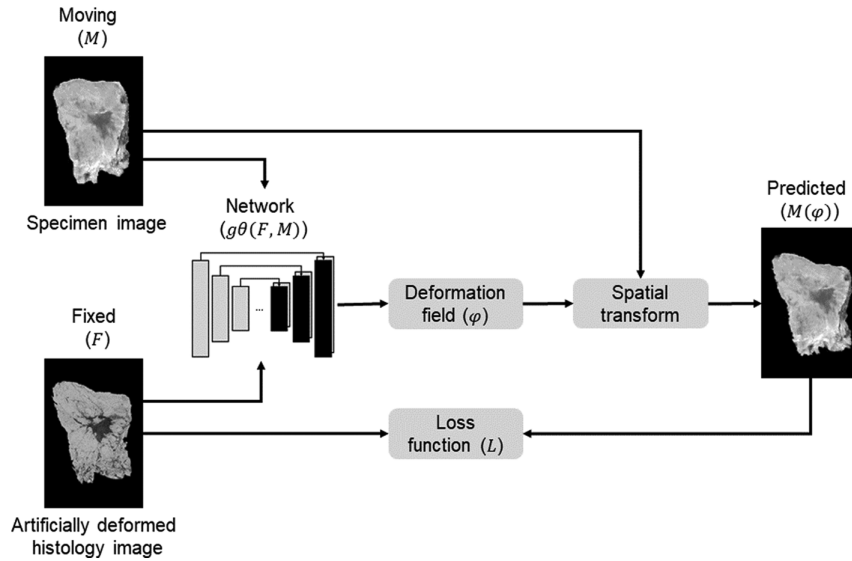 Moving
(M)
Specimen image
Network
(gθ(F, M))
...
Fixed
(F)
Artificially deformed
histology image
Deformation
field (φ)
Spatial
transform
Loss
function (L)
Predicted
(M(φ))